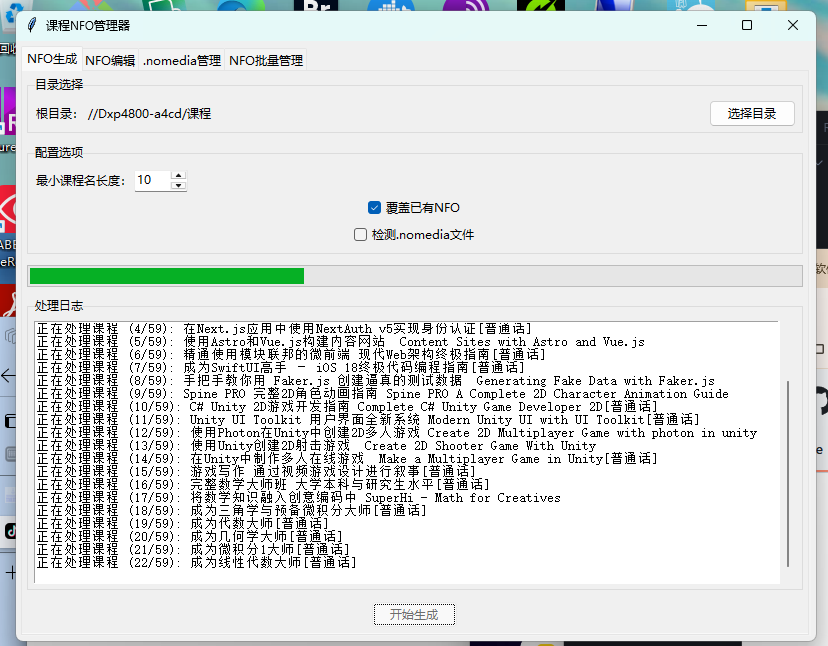 课程NFO管理器
NFO生成 NFO编辑 .nomedia管理 NFO批量管理
目录选择
根目录: //Dxp4800-a4cd/课程 选择目录
配置选项
最小课程名长度: 10
覆盖已有NFO
检测.nomedia文件
处理日志
正在处理课程 (4/59): 在Next.js应用中使用NextAuth v5实现身份认证[普通话]
正在处理课程 (5/59): 使用Astro和Vue.js构建内容网站 Content Sites with Astro and Vue.js
正在处理课程 (6/59): 精通使用模块联邦的微前端 现代Web架构终极指南[普通话]
正在处理课程 (7/59): 成为SwiftUI高手 - iOS 18终极代码编程指南[普通话]
正在处理课程 (8/59): 手把手教你用 Faker.js 创建逼真的测试数据 Generating Fake Data with Faker.js
正在处理课程 (9/59): Spine PRO 完整2D角色动画指南 Spine PRO A Complete 2D Character Animation Guide
正在处理课程 (10/59): C# Unity 2D游戏开发指南 Complete C# Unity Game Developer 2D[普通话]
正在处理课程 (11/59): Unity UI Toolkit 用户界面全新系统 Modern Unity UI with UI Toolkit[普通话]
正在处理课程 (12/59): 使用Photon在Unity中创建2D多人游戏 Create 2D Multiplayer Game with photon in unity
正在处理课程 (13/59): 使用Unity创建2D射击游戏 Create 2D Shooter Game With Unity
正在处理课程 (14/59): 在Unity中制作多人在线游戏 Make a Multiplayer Game in Unity[普通话]
正在处理课程 (15/59): 游戏写作 通过视频游戏设计进行叙事[普通话]
正在处理课程 (16/59): 完整数学大师班 大学本科与研究生水平[普通话]
正在处理课程 (17/59): 将数学知识融入创意编码中 SuperHi - Math for Creatives
正在处理课程 (18/59): 成为三角学与预备微积分大师[普通话]
正在处理课程 (19/59): 成为代数大师[普通话]
正在处理课程 (20/59): 成为几何学大师[普通话]
正在处理课程 (21/59): 成为微积分1大师[普通话]
正在处理课程 (22/59): 成为线性代数大师[普通话]
开始生成